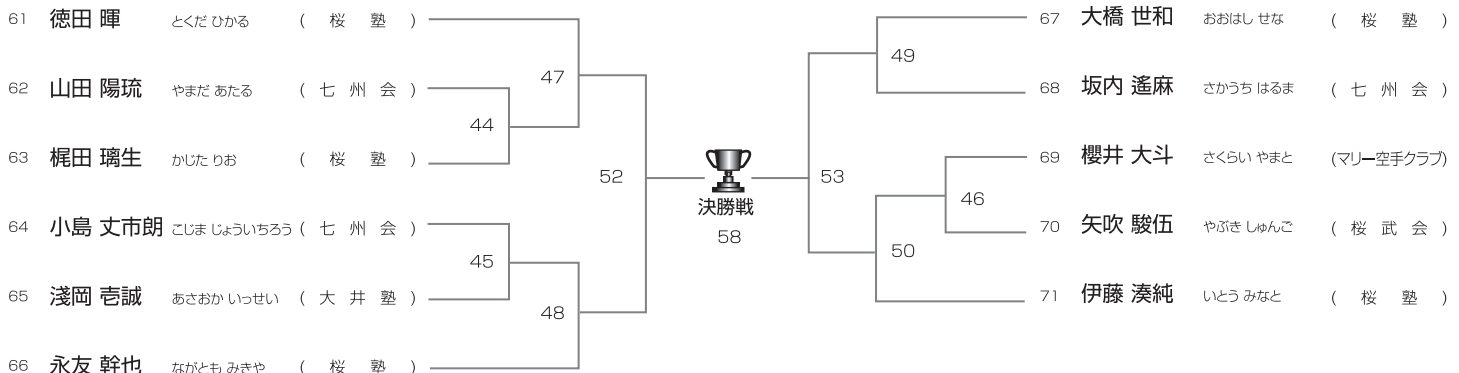 61 徳田 暉 とくだ ひかる ( 桜 塾 )
62 山田 陽琉 やまだ あたる ( 七 州 会 )
63 梶田 璃生 かじた りお ( 桜 塾 )
64 小島 丈市朗 こじま じょういちろう ( 七 州 会 )
65 淺岡 壱誠 あさおか いっせい ( 大 井 塾 )
66 永友 幹也 ながとも みきや ( 桜 塾 )
47
44
45
48
52
決勝戦
58
53
49
46
50
67 大橋 世和 おおはし せな ( 桜 塾 )
68 坂内 遙麻 さかうち はるま ( 七 州 会 )
69 櫻井 大斗 さくらい やまと (マリー空手クラブ)
70 矢吹 駿伍 やぶき しゅんご ( 桜 武 会 )
71 伊藤 湊純 いとう みなと ( 桜 塾 )